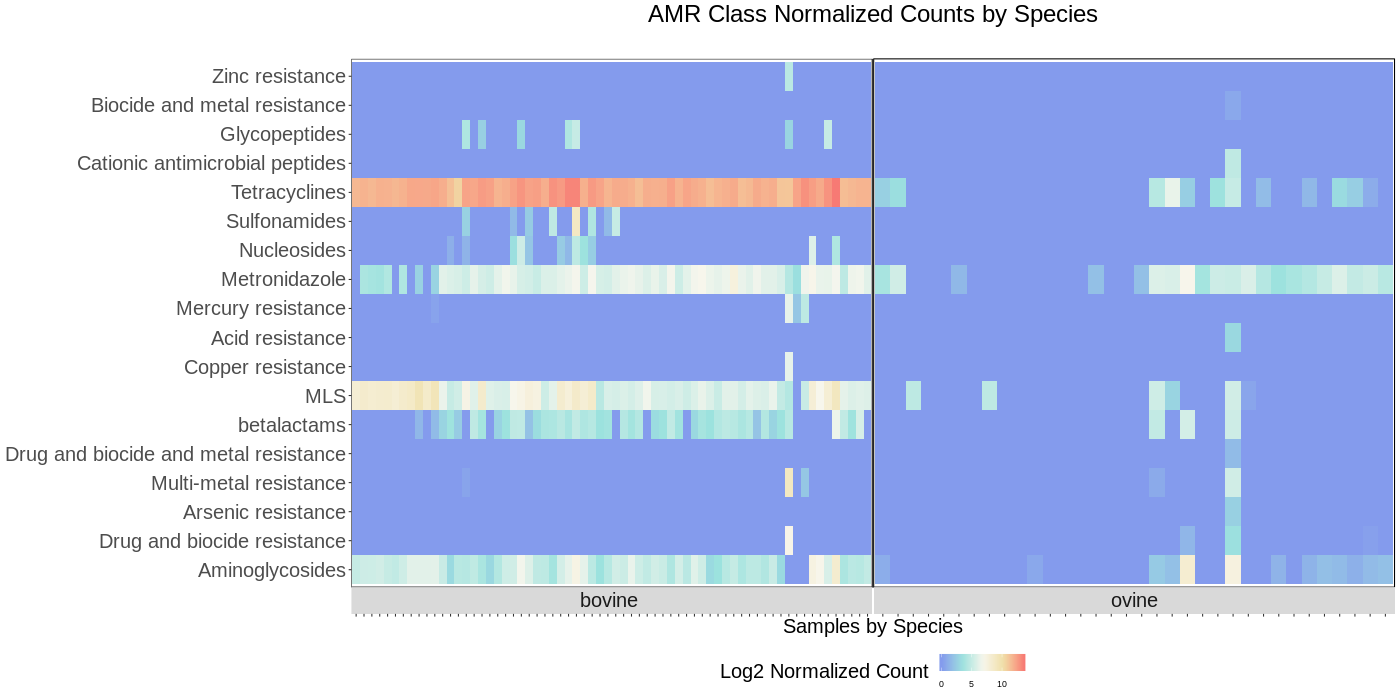 AMR Class Normalized Counts by Species
Zinc resistance
Biocide and metal resistance
Glycopeptides
Cationic antimicrobial peptides
Tetracyclines
Sulfonamides
Nucleosides
Metronidazole
Mercury resistance
Acid resistance
Copper resistance
MLS
betalactams
Drug and biocide and metal resistance
Multi-metal resistance
Arsenic resistance
Drug and biocide resistance
Aminoglycosides
bovine ovine
Samples by Species
Log2 Normalized Count
0 5 10